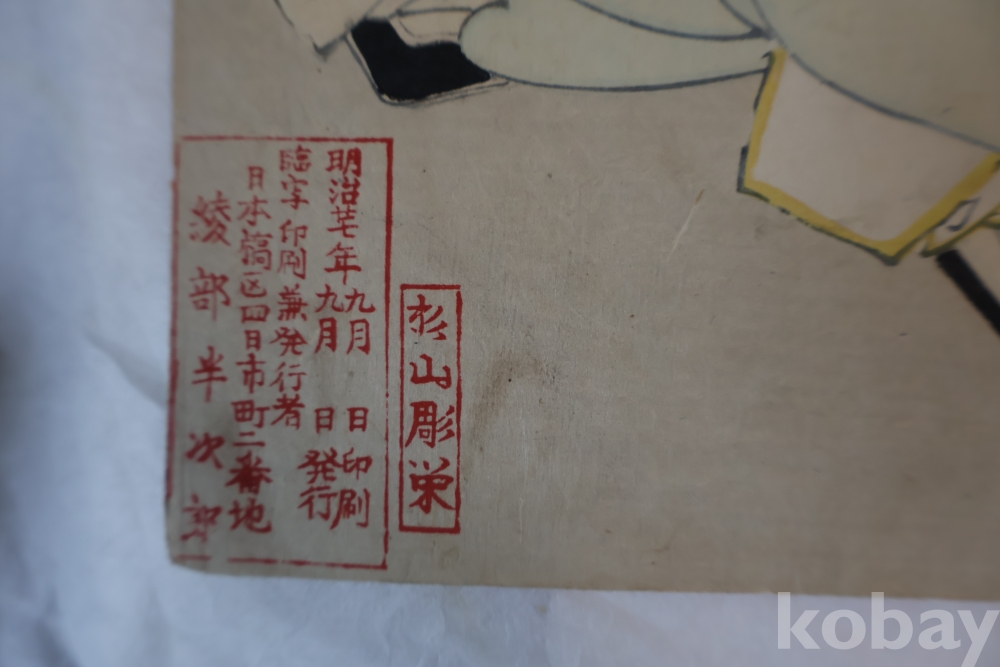 杉山彫栄
明治廿七年九月 日印刷
九月 日発行
臨写印刷兼発行者
日本橋区四日市町二番地
綾部半次郎
kobay